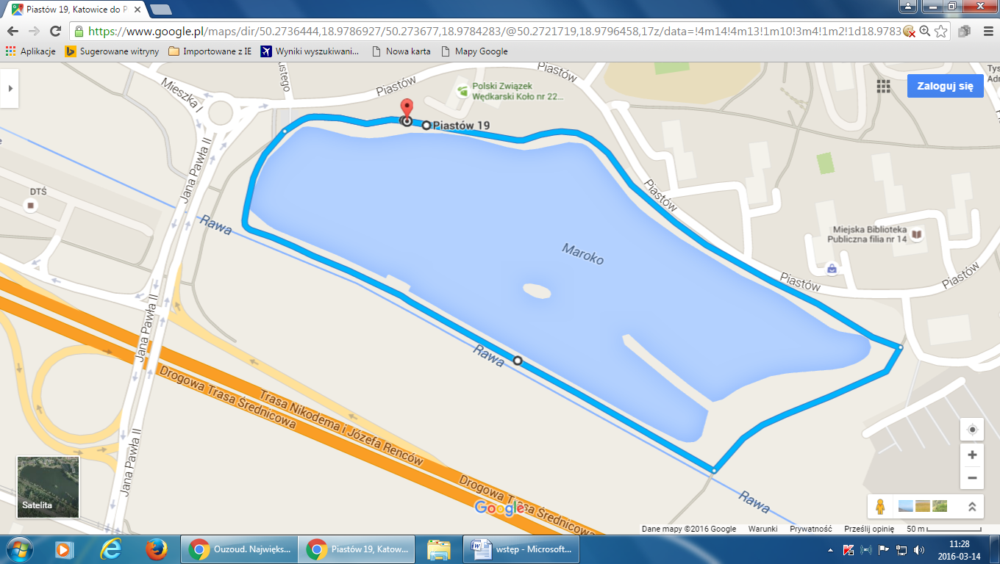 Piastów 19, Katowice do P
https://www.google.pl/maps/dir/50.2736444,18.9786927/50.273677,18.9784283/@50.2721719,18.9796458,17z/data=!4m14!4m13!1m10!3m4!1m2!1d18.9783
Aplikacje
Sugerowane witryny
Importowane z IE
Wyniki wyszukiwani...
Nowa karta
Mapy Google
Zaloguj się
Mieszka I
ustego
Piastów
Piastów
Polski Związek
Wędkarski Koło nr 22...
Piastów 19
Jana Pawła II
DTŚ
Rawa
Piastów
Maroko
Miejska Biblioteka
Publiczna filia nr 14
Piastów
Piastów
Jana Pawła II
Rawa
Drogowa Trasa Średnicowa
Trasa Nikodema i Józefa Renców
Jana Pawła II
Drogowa Trasa Średnicowa
Rawa
Satelita
Google
Dane mapy ©2016 Google
Warunki
Prywatność
Prześlij opinię
50 m
Ouzoud. Najwięks...
Piastów 19, Katow...
wstęp - Microsoft...
11:28
2016-03-14